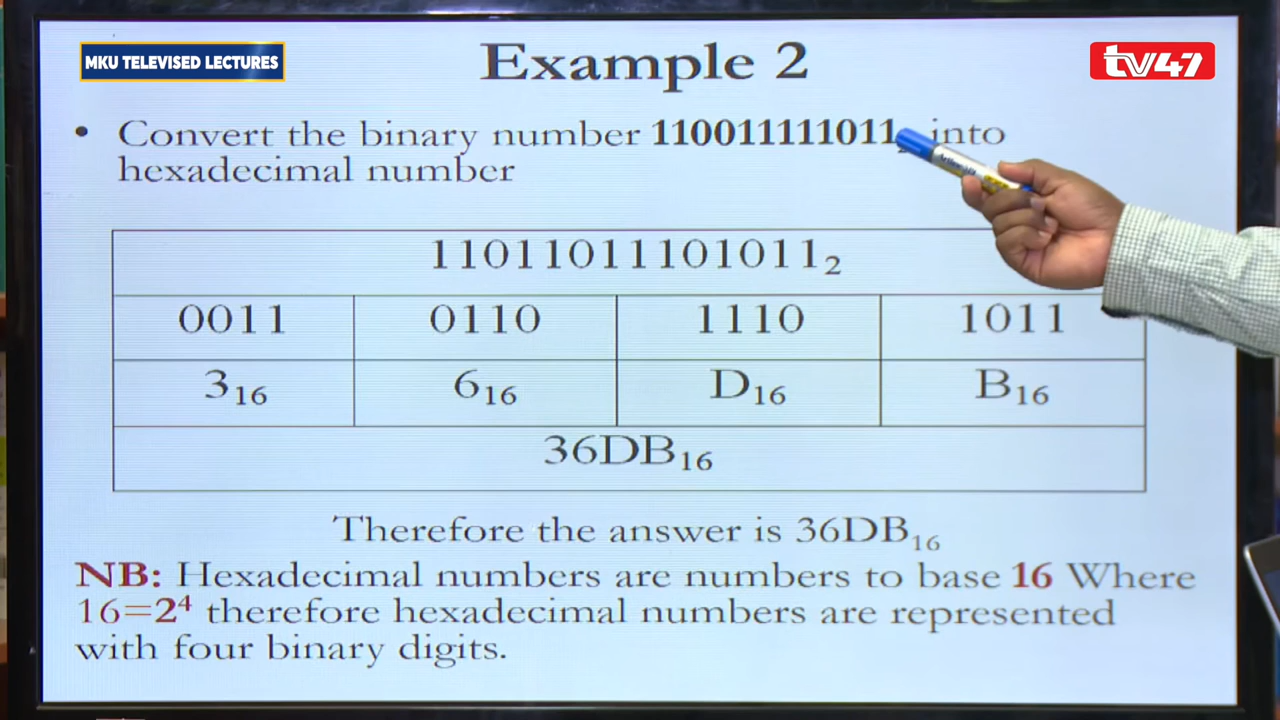 MKU TELEVISED LECTURES
Example 2
tv47
• Convert the binary number 110011111011₂ into
hexadecimal number
11011011101011₂
0011 0110 1110 1011
3₁₆ 6₁₆ D₁₆ B₁₆
36DB₁₆
Therefore the answer is 36DB₁₆
NB: Hexadecimal numbers are numbers to base 16 Where
16=2⁴ therefore hexadecimal numbers are represented
with four binary digits.